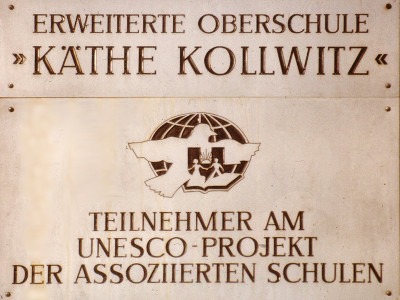 ERWEITERTE OBERSCHULE
»KÄTHE KOLLWITZ«
TEILNEHMER AM
UNESCO-PROJEKT
DER ASSOZIIERTEN SCHULEN